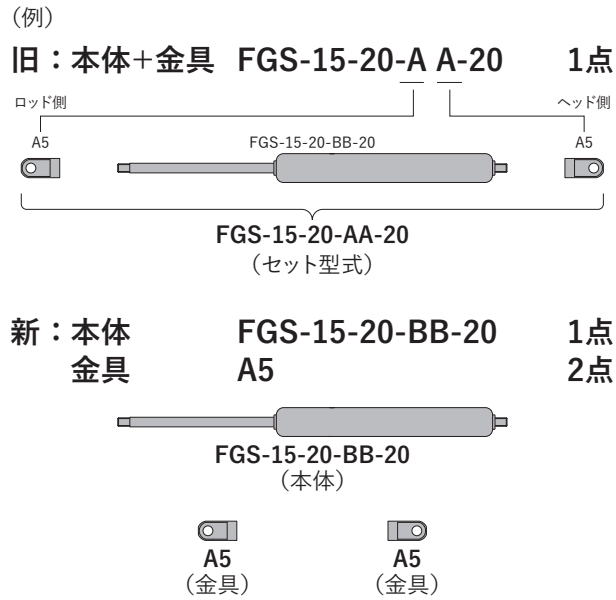 （例）
旧：本体＋金具 FGS-15-20-A A-20 1点
ロッド側 ヘッド側
A5 FGS-15-20-BB-20 A5
FGS-15-20-AA-20
（セット型式）
新：本体 FGS-15-20-BB-20 1点
金具 A5 2点
FGS-15-20-BB-20
（本体）
A5 A5
（金具） （金具）